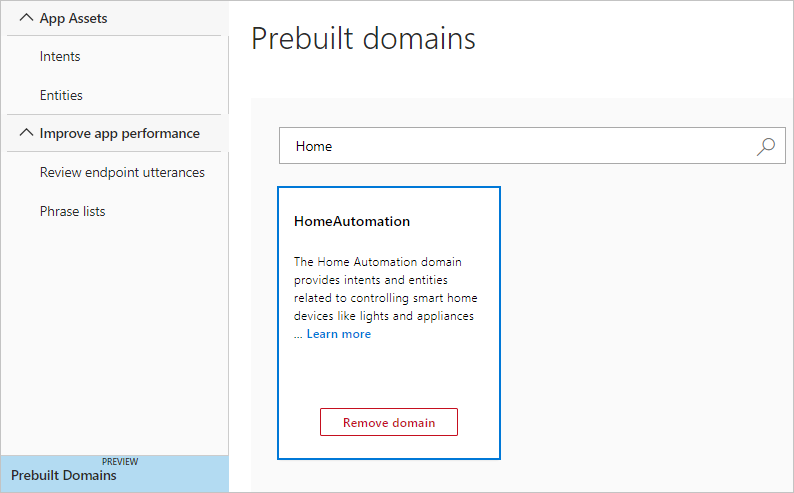 App Assets
Intents
Entities
Improve app performance
Review endpoint utterances
Phrase lists
PREVIEW
Prebuilt Domains
Prebuilt domains
Home
HomeAutomation
The Home Automation domain
provides intents and entities
related to controlling smart home
devices like lights and appliances
... Learn more
Remove domain